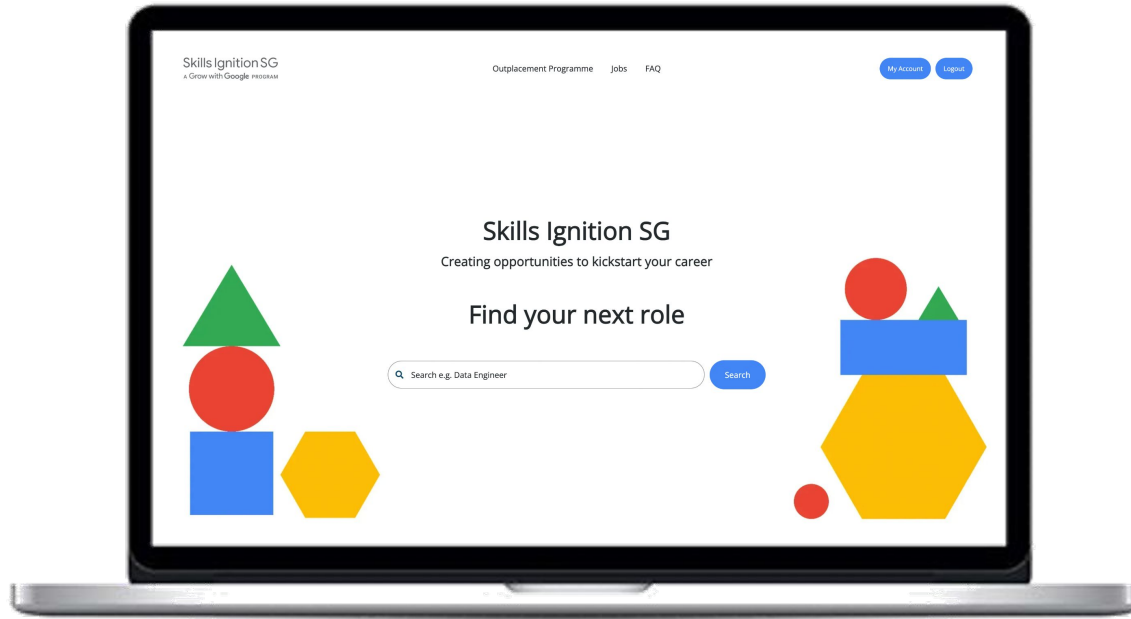 Skills Ignition SG
A Grow with Google PROGRAM
Outplacement Programme Jobs FAQ
My Account Logout
Skills Ignition SG
Creating opportunities to kickstart your career
Find your next role
Search e.g. Data Engineer Search